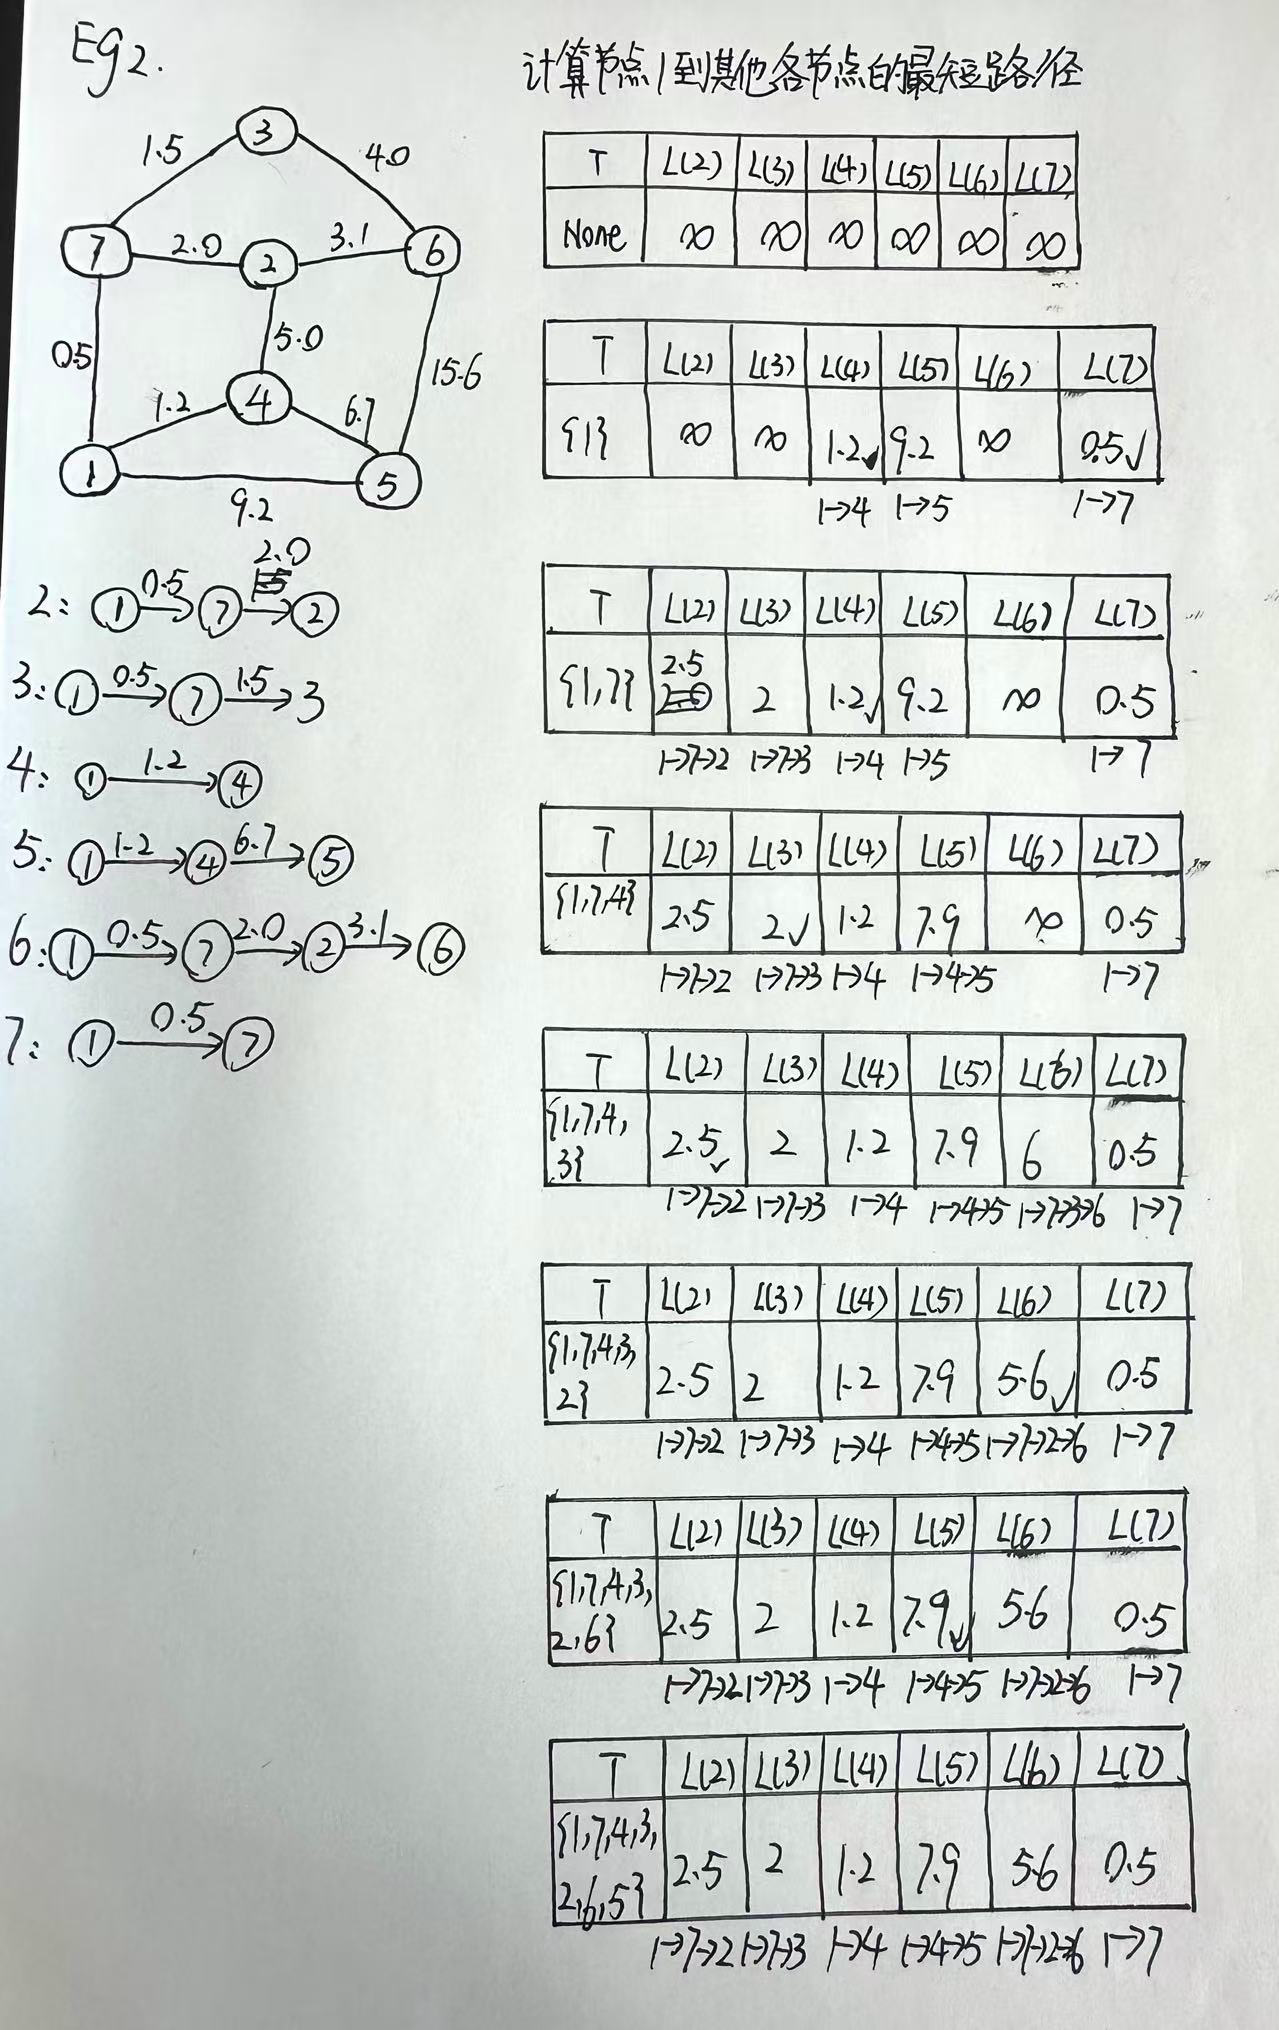 EG2.
计算节点1到其他各节点的最短路径
3
1.5
4.0
7
2.0
2
3.1
6
0.5
5.0
15.6
1.2
4
6.7
1
5
9.2
2.0
2: 1 0.5→ 7 → 2
3: 1 0.5→ 7 1.5→ 3
4: 1 1.2→ 4
5: 1 1.2→ 4 6.7→ 5
6: 1 0.5→ 7 2.0→ 2 3.1→ 6
7: 1 0.5→ 7
T L(2) L(3) L(4) L(5) L(6) L(7)
None ∞ ∞ ∞ ∞ ∞ ∞
T L(2) L(3) L(4) L(5) L(6) L(7)
{1} ∞ ∞ 1.2✓ 9.2 ∞ 0.5✓
1→4 1→5 1→7
T L(2) L(3) L(4) L(5) L(6) L(7)
{1,7} 2.5 2 1.2✓ 9.2 ∞ 0.5
1→7→2 1→7→3 1→4 1→5 1→7
T L(2) L(3) L(4) L(5) L(6) L(7)
{1,7,4} 2.5 2✓ 1.2 7.9 ∞ 0.5
1→7→2 1→7→3 1→4 1→4→5 1→7
T L(2) L(3) L(4) L(5) L(6) L(7)
{1,7,4,
3} 2.5✓ 2 1.2 7.9 6 0.5
1→7→2 1→7→3 1→4 1→4→5 1→7→3→6 1→7
T L(2) L(3) L(4) L(5) L(6) L(7)
{1,7,4,3,
2} 2.5 2 1.2 7.9 5.6✓ 0.5
1→7→2 1→7→3 1→4 1→4→5 1→7→2→6 1→7
T L(2) L(3) L(4) L(5) L(6) L(7)
{1,7,4,3,
2,6} 2.5 2 1.2 7.9✓ 5.6 0.5
1→7→2 1→7→3 1→4 1→4→5 1→7→2→6 1→7
T L(2) L(3) L(4) L(5) L(6) L(7)
{1,7,4,3,
2,6,5} 2.5 2 1.2 7.9 5.6 0.5
1→7→2 1→7→3 1→4 1→4→5 1→7→2→6 1→7